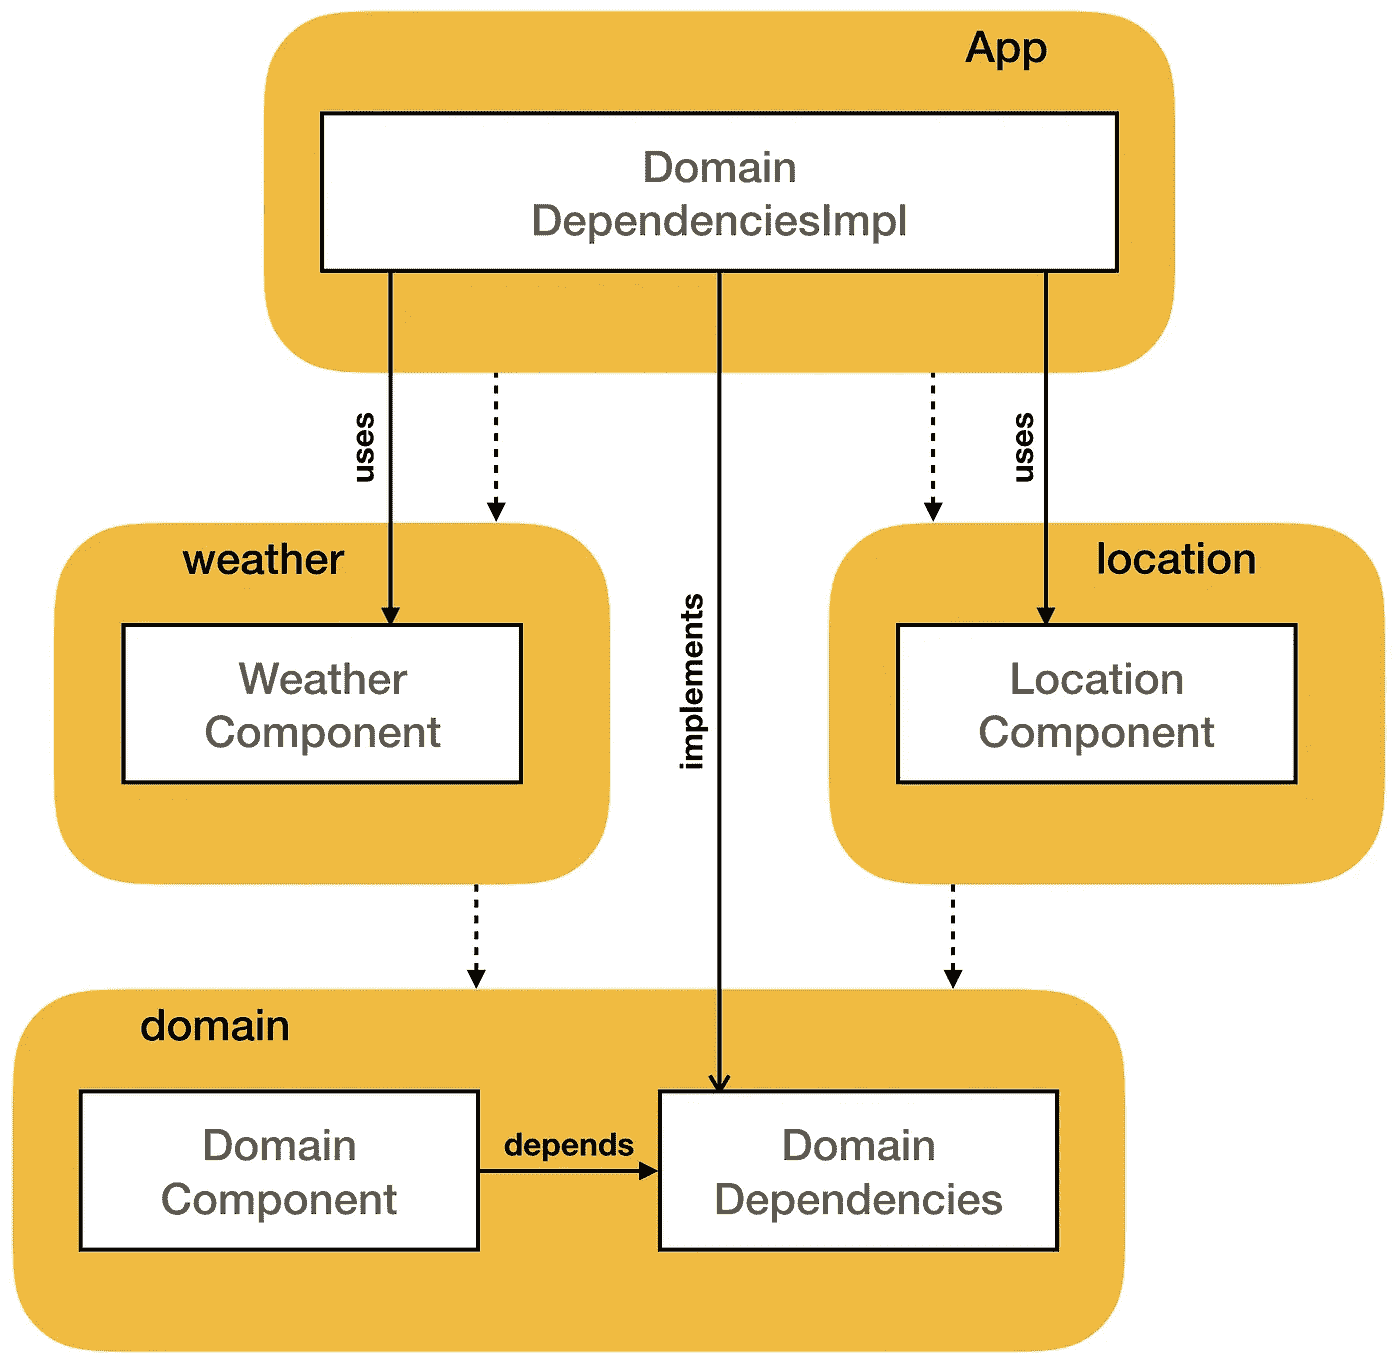 App
Domain
DependenciesImpl
uses
uses
weather
location
implements
Weather
Component
Location
Component
domain
Domain
Component
depends
Domain
Dependencies